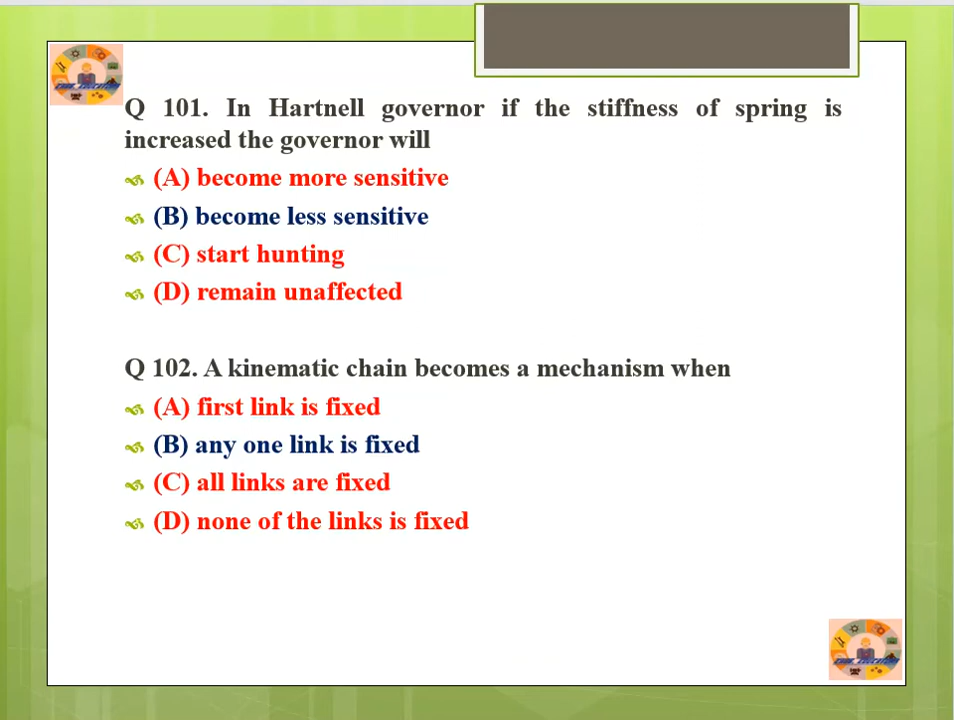 Q 101. In Hartnell governor if the stiffness of spring is
increased the governor will
(A) become more sensitive
(B) become less sensitive
(C) start hunting
(D) remain unaffected
Q 102. A kinematic chain becomes a mechanism when
(A) first link is fixed
(B) any one link is fixed
(C) all links are fixed
(D) none of the links is fixed